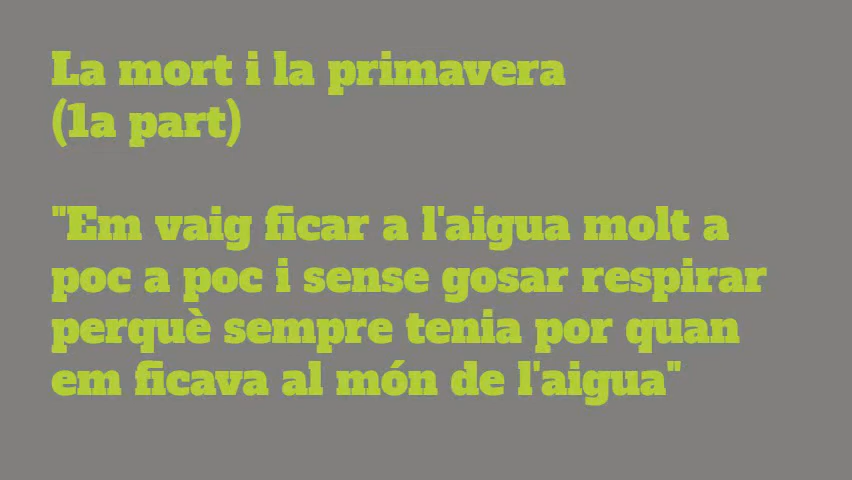 La mort i la primavera
(1a part)
"Em vaig ficar a l'aigua molt a
poc a poc i sense gosar respirar
perquè sempre tenia por quan
em ficava al món de l'aigua"